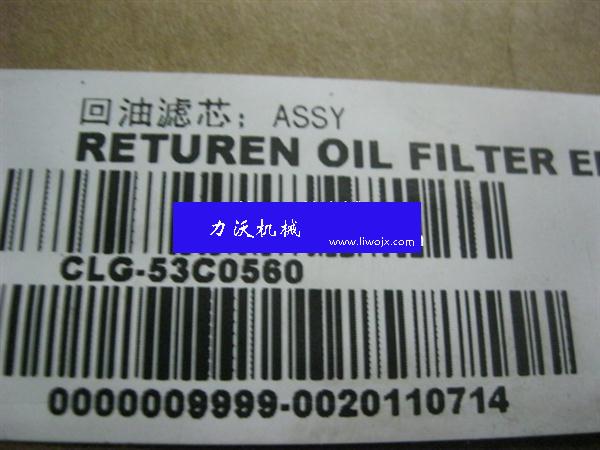 回油滤芯；ASSY
RETUREN OIL FILTER
力沃机械
www.liwojx.com
CLG-53C0560
0000009999-0020110714